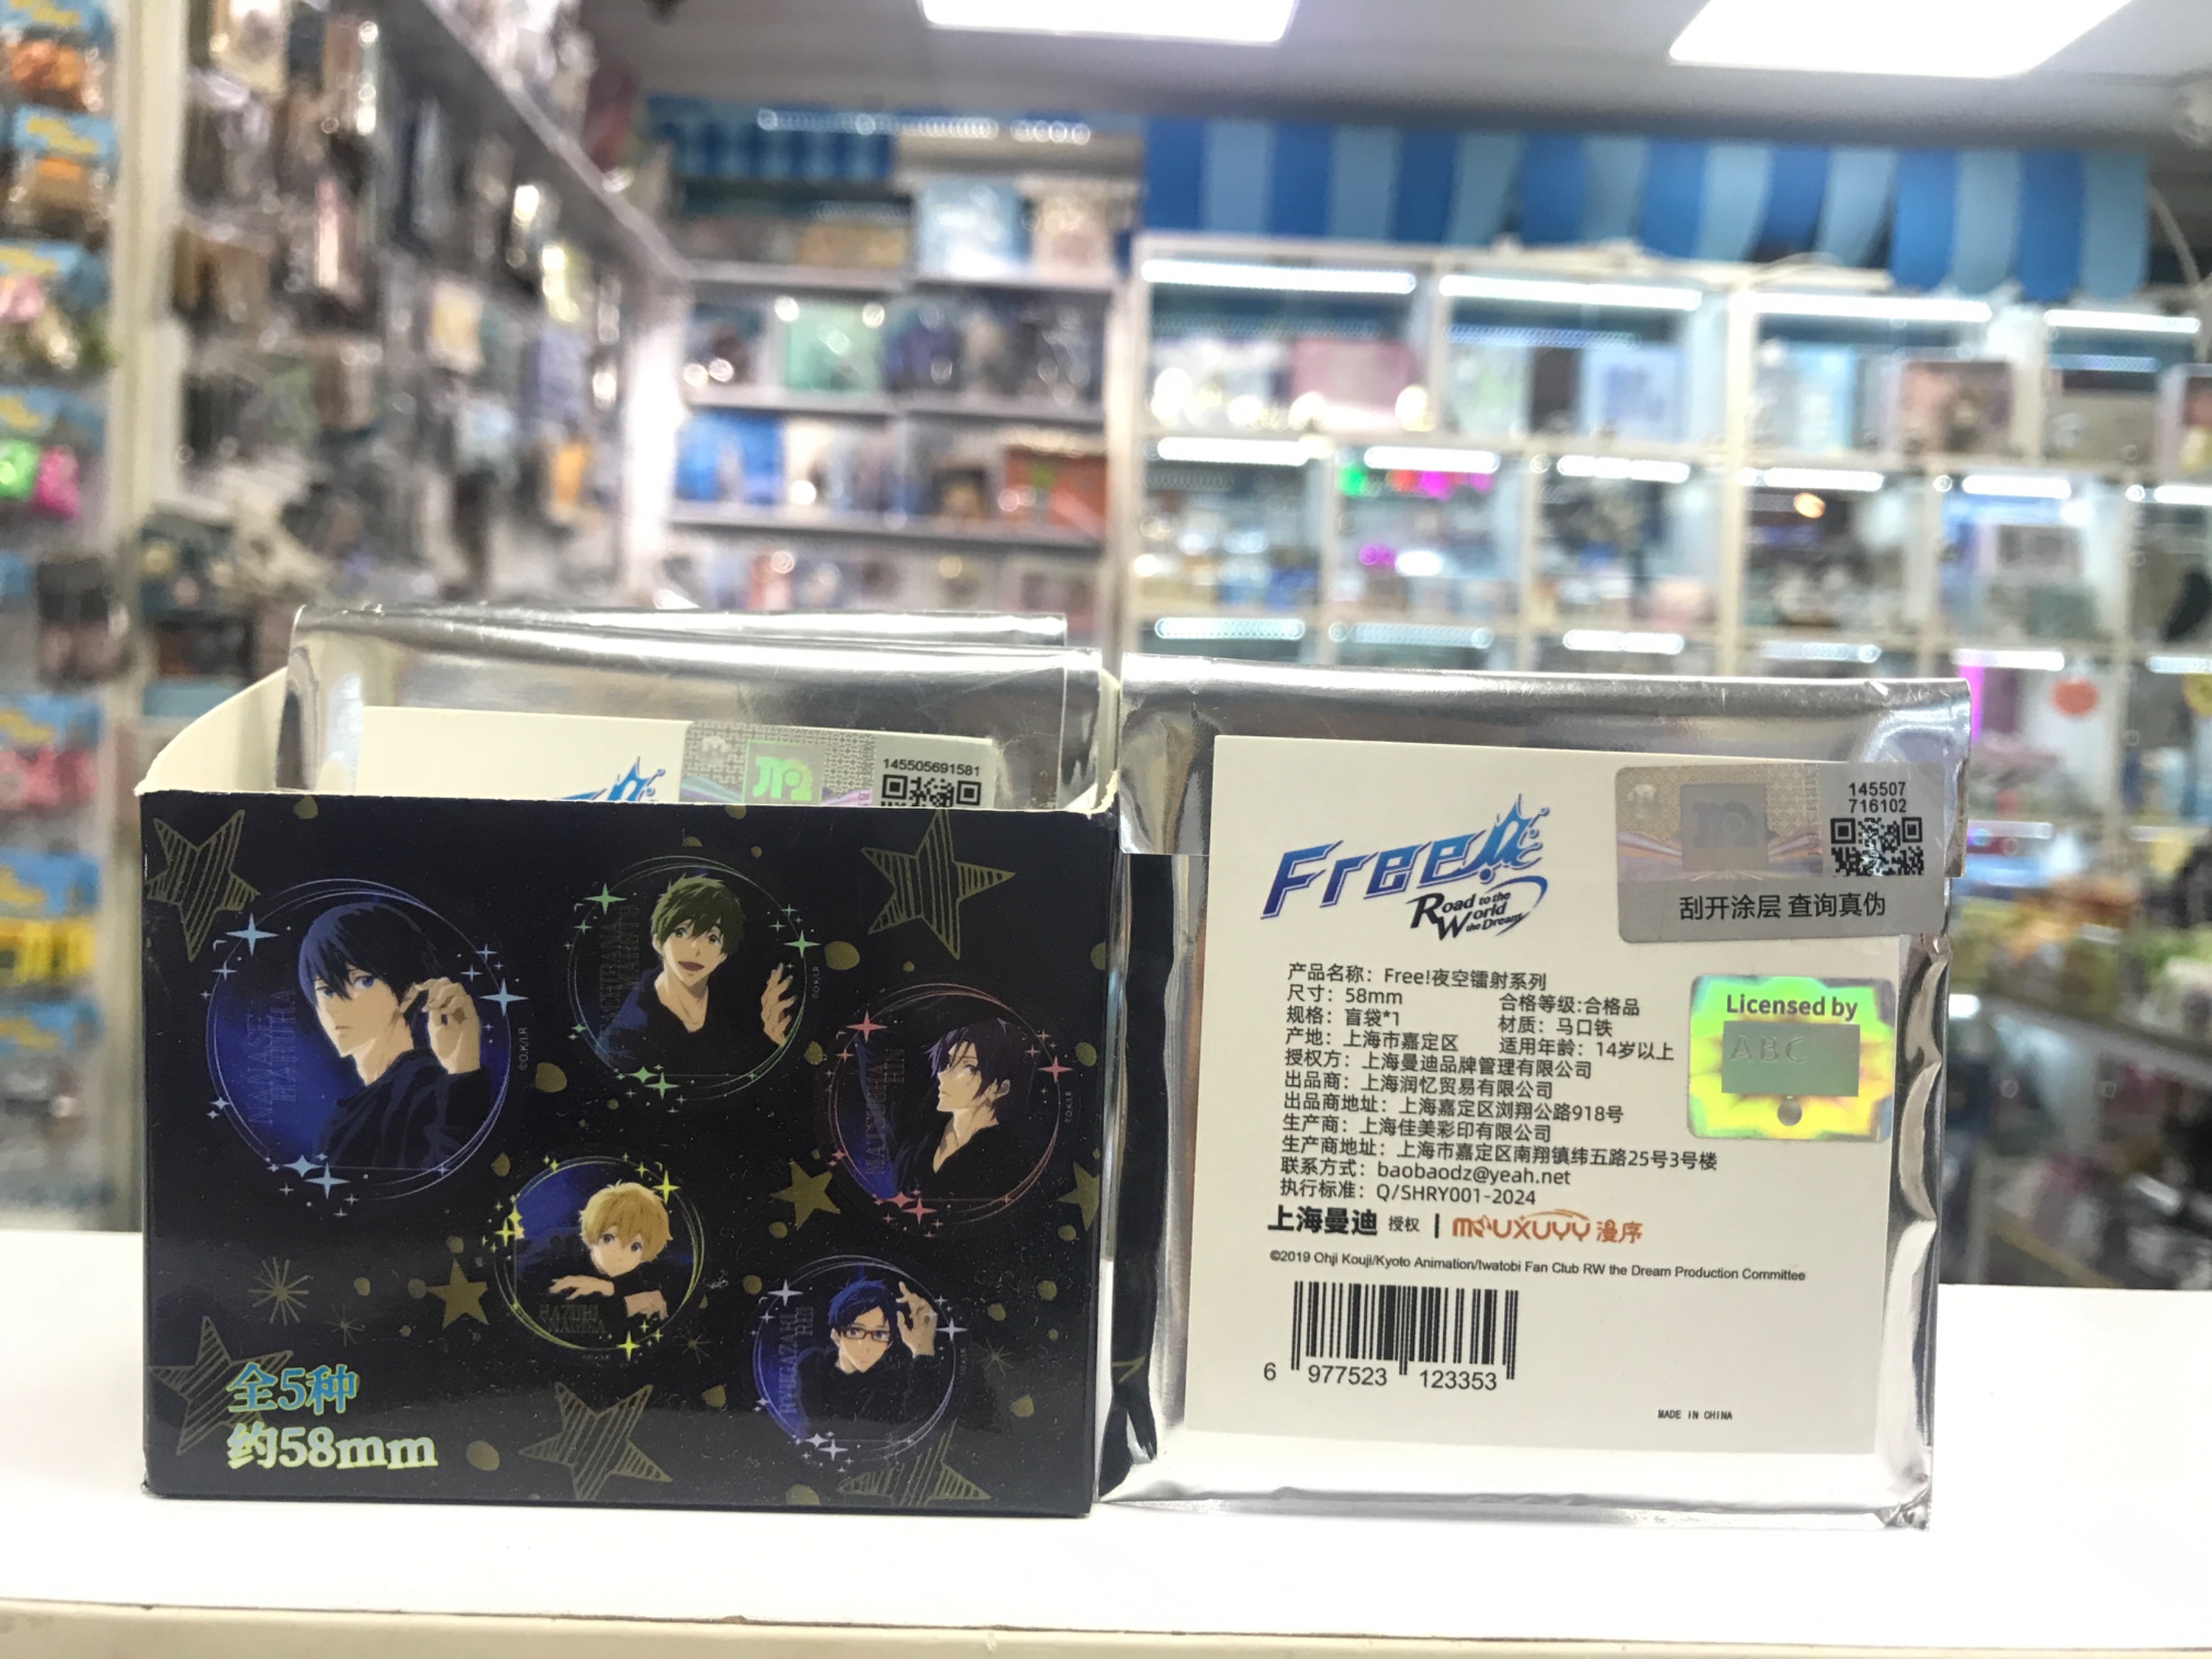 145505691581
NANASE
HARUKA
TACHIBANA
MAKOTO
MATSUOKA
RIN
HAZUKI
NAGISA
RYUGAZAKI
REI
全5种
约58mm
Free!
Road to the
World
the Dream
145507
716102
刮开涂层 查询真伪
Licensed by
ABC
产品名称：Free!夜空镭射系列
尺寸：58mm 合格等级:合格品
规格：盲袋*1 材质：马口铁
产地：上海市嘉定区 适用年龄：14岁以上
授权方：上海曼迪品牌管理有限公司
出品商：上海润忆贸易有限公司
出品商地址：上海嘉定区浏翔公路918号
生产商：上海佳美彩印有限公司
生产商地址：上海市嘉定区南翔镇纬五路25号3号楼
联系方式：baobaodz@yeah.net
执行标准：Q/SHRY001-2024
上海曼迪 授权 | MOUXUYY 漫序
©2019 Ohji Kouji/Kyoto Animation/Iwatobi Fan Club RW the Dream Production Committee
6 977523 123353
MADE IN CHINA